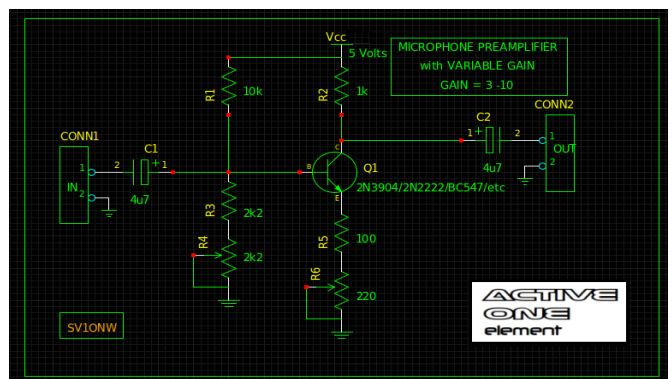 Vcc
5 Volts
MICROPHONE PREAMPLIFIER
with VARIABLE GAIN
GAIN = 3 -10
R1
10k
R2
1k
CONN2
C2
1
+
2
4u7
1
OUT
2
CONN1
1
IN
2
C1
2
+
1
4u7
C
B
E
Q1
2N3904/2N2222/BC547/etc
R3
2k2
R4
2k2
R5
100
R6
220
SV1ONW
ACTIVE
ONE
element